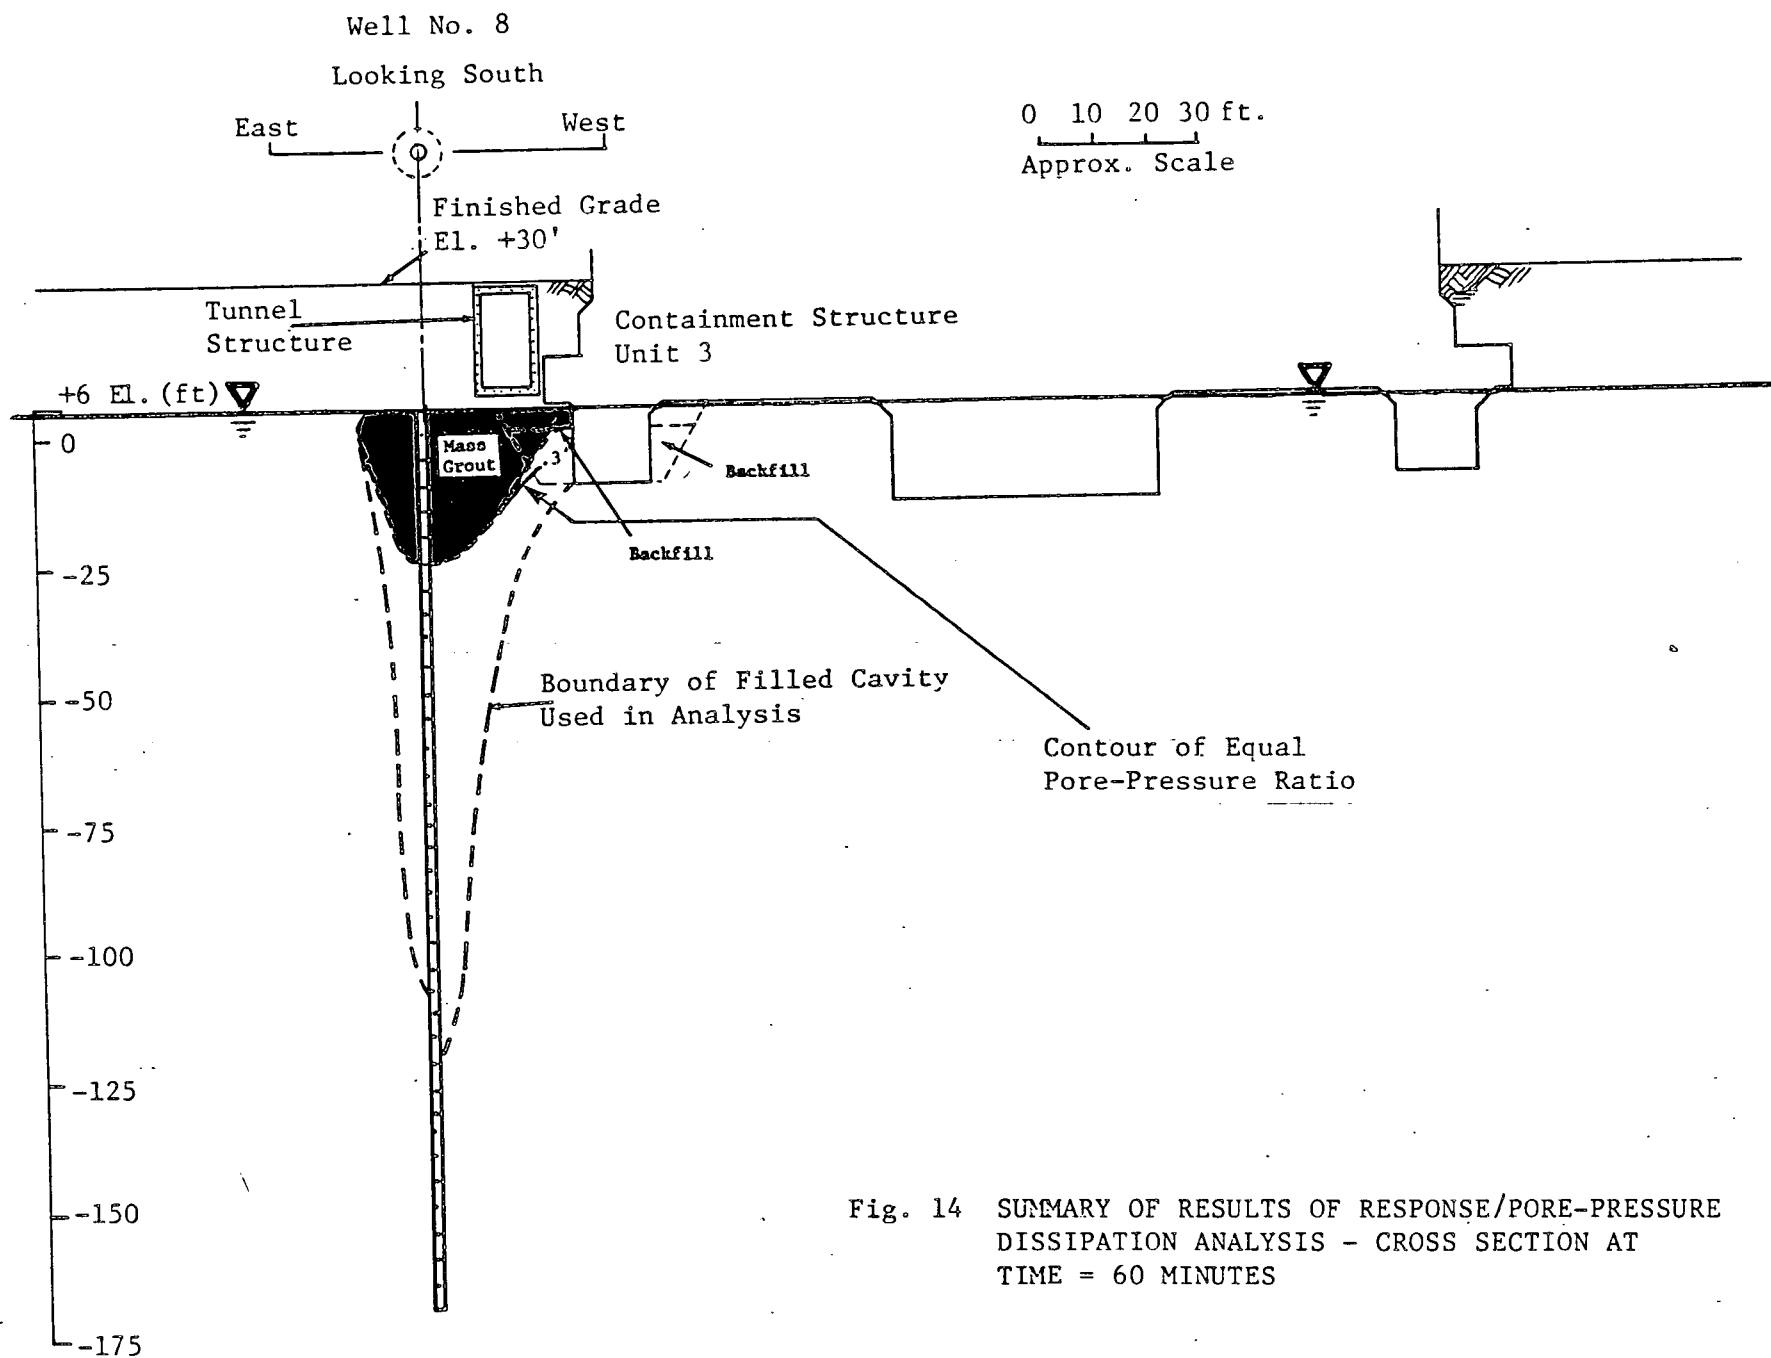 Well No. 8
Looking South
East
West
0 10 20 30 ft.
Approx. Scale
Finished Grade
El. +30'
Tunnel
Structure
Containment Structure
Unit 3
+6 El. (ft)
0
Mass
Grout
.3
Backfill
Backfill
-25
-50
Boundary of Filled Cavity
Used in Analysis
Contour of Equal
Pore-Pressure Ratio
-75
-100
-125
-150
-175
Fig. 14 SUMMARY OF RESULTS OF RESPONSE/PORE-PRESSURE
DISSIPATION ANALYSIS - CROSS SECTION AT
TIME = 60 MINUTES